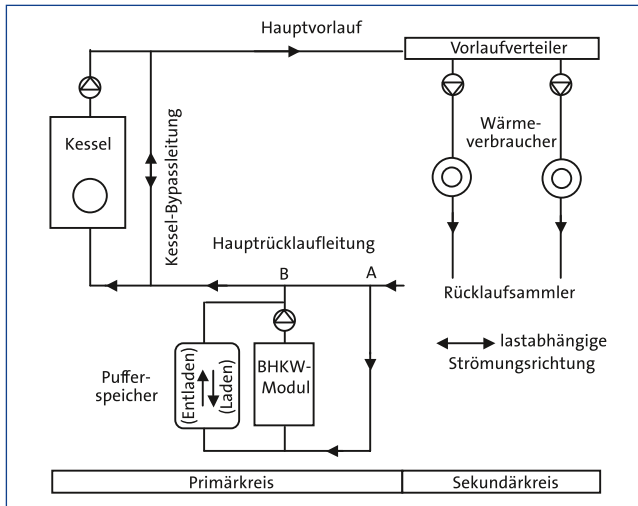 Hauptvorlauf
Vorlaufverteiler
Kessel
Kessel-Bypassleitung
Wärme-
verbraucher
Hauptrücklaufleitung
B
A
Rücklaufsammler
lastabhängige
Strömungsrichtung
Puffer-
speicher
(Entladen)
(Laden)
BHKW-
Modul
Primärkreis
Sekundärkreis